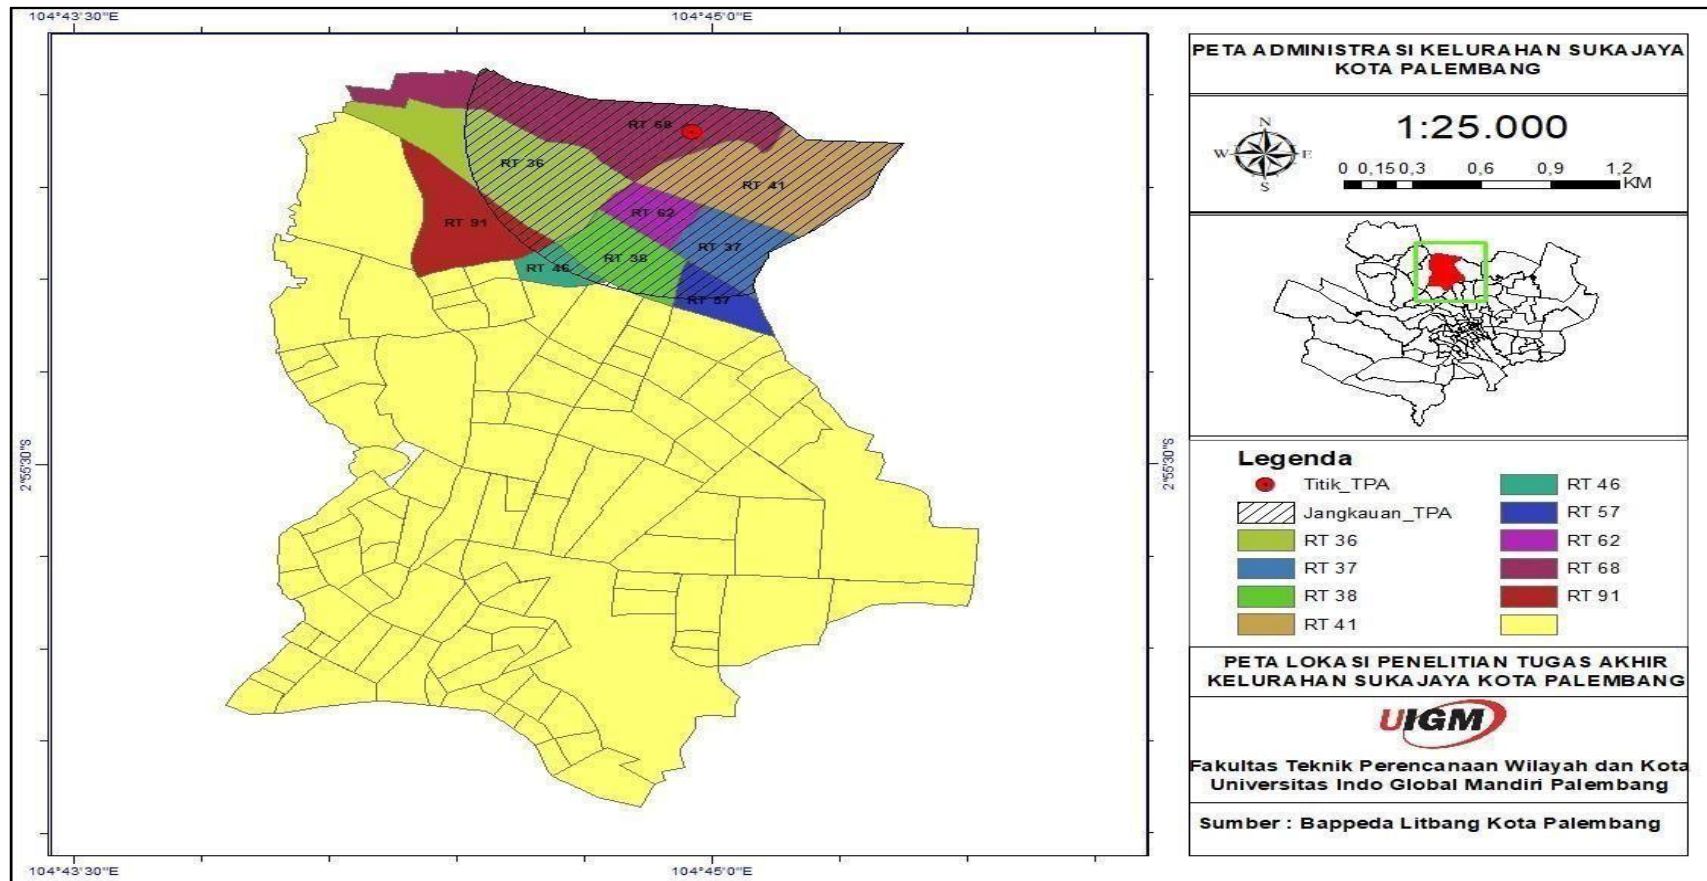 104°43'30"E 104°45'0"E
2°55'30"S
RT 68
RT 36
RT 41
RT 62
RT 91
RT 37
RT 38
RT 46
RT 57
2°55'30"S
104°43'30"E 104°45'0"E
PETA ADMINISTRASI KELURAHAN SUKAJAYA
KOTA PALEMBANG
N
W E
S
1:25.000
0 0,15 0,3 0,6 0,9 1,2
KM
Legenda
Titik_TPA
Jangkauan_TPA
RT 36
RT 37
RT 38
RT 41
RT 46
RT 57
RT 62
RT 68
RT 91
PETA LOKASI PENELITIAN TUGAS AKHIR
KELURAHAN SUKAJAYA KOTA PALEMBANG
UIGM
Fakultas Teknik Perencanaan Wilayah dan Kota
Universitas Indo Global Mandiri Palembang
Sumber : Bappeda Litbang Kota Palembang